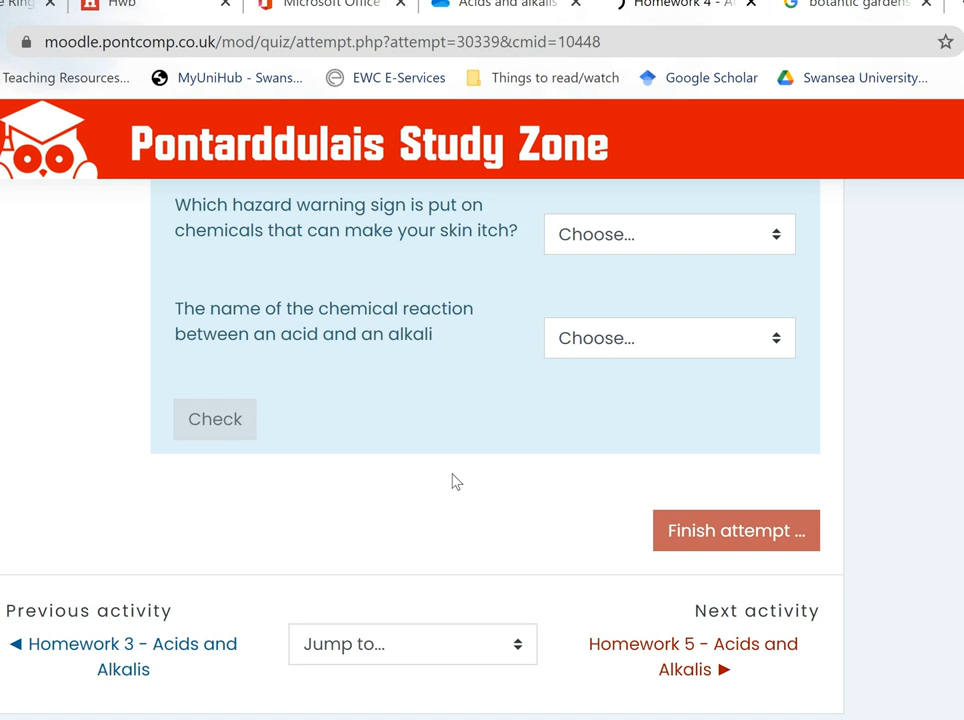 Hwb
Microsoft Office
Acids and alkalis
Homework 4 - A
botantic gardens
moodle.pontcomp.co.uk/mod/quiz/attempt.php?attempt=30339&cmid=10448
Teaching Resources...
MyUniHub - Swans...
EWC E-Services
Things to read/watch
Google Scholar
Swansea University...
Pontarddulais Study Zone
Which hazard warning sign is put on
chemicals that can make your skin itch?
Choose...
The name of the chemical reaction
between an acid and an alkali
Choose...
Check
Finish attempt ...
Previous activity
Next activity
◄ Homework 3 - Acids and
Alkalis
Jump to...
Homework 5 - Acids and
Alkalis ►